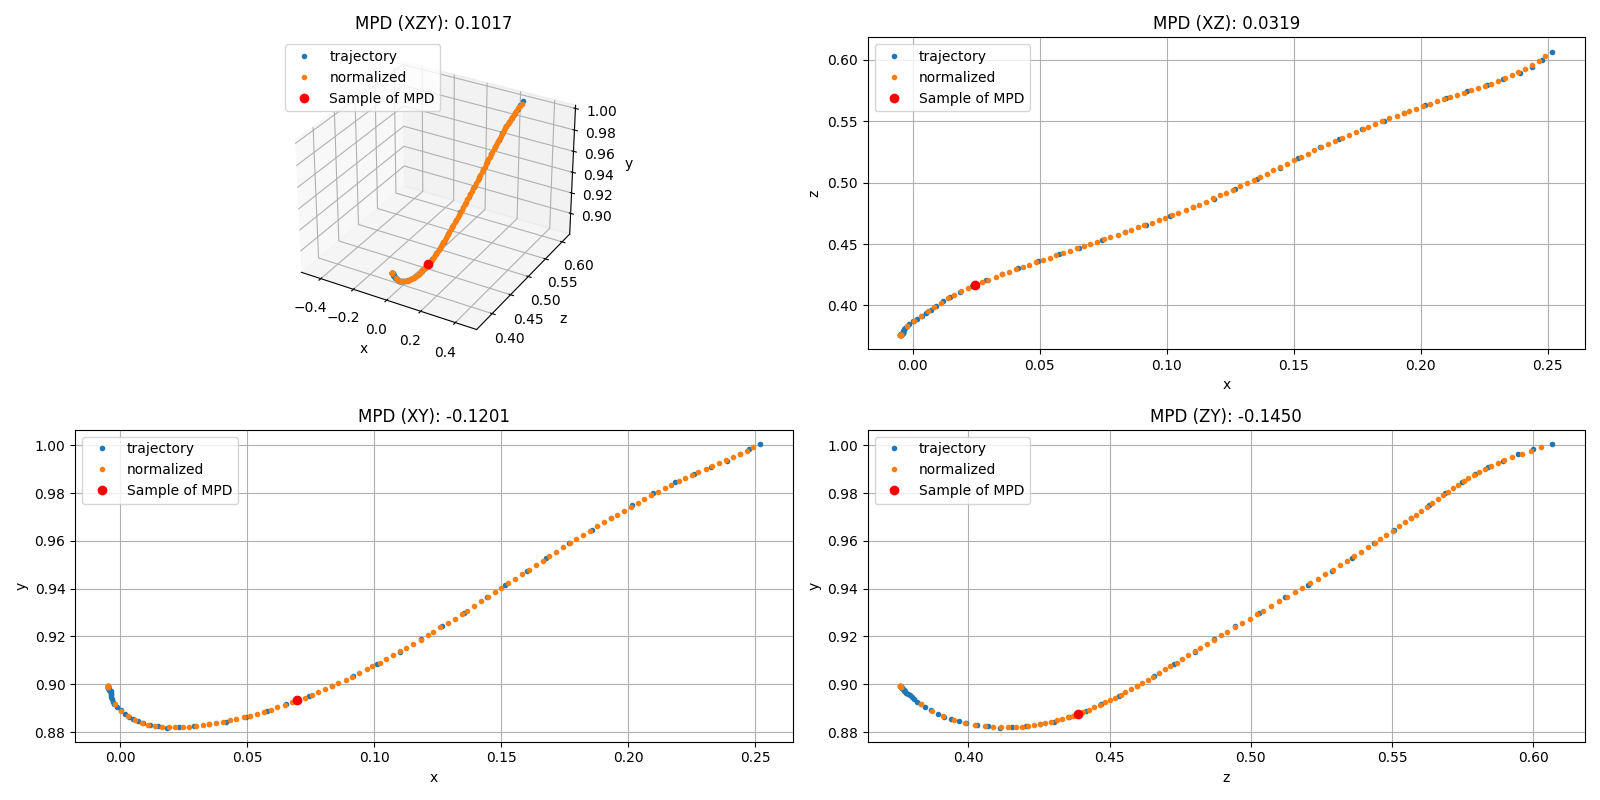 MPD (XZY): 0.1017
trajectory
normalized
Sample of MPD
1.00
0.98
0.96
0.94
0.92
0.90
y
−0.4
−0.2
0.0
0.2
0.4
x
0.40
0.45
0.50
0.55
0.60
z
MPD (XZ): 0.0319
trajectory
normalized
Sample of MPD
0.60
0.55
0.50
0.45
0.40
z
0.00 0.05 0.10 0.15 0.20 0.25
x
MPD (XY): -0.1201
trajectory
normalized
Sample of MPD
1.00
0.98
0.96
0.94
0.92
0.90
0.88
y
0.00 0.05 0.10 0.15 0.20 0.25
x
MPD (ZY): -0.1450
trajectory
normalized
Sample of MPD
1.00
0.98
0.96
0.94
0.92
0.90
0.88
y
0.40 0.45 0.50 0.55 0.60
z